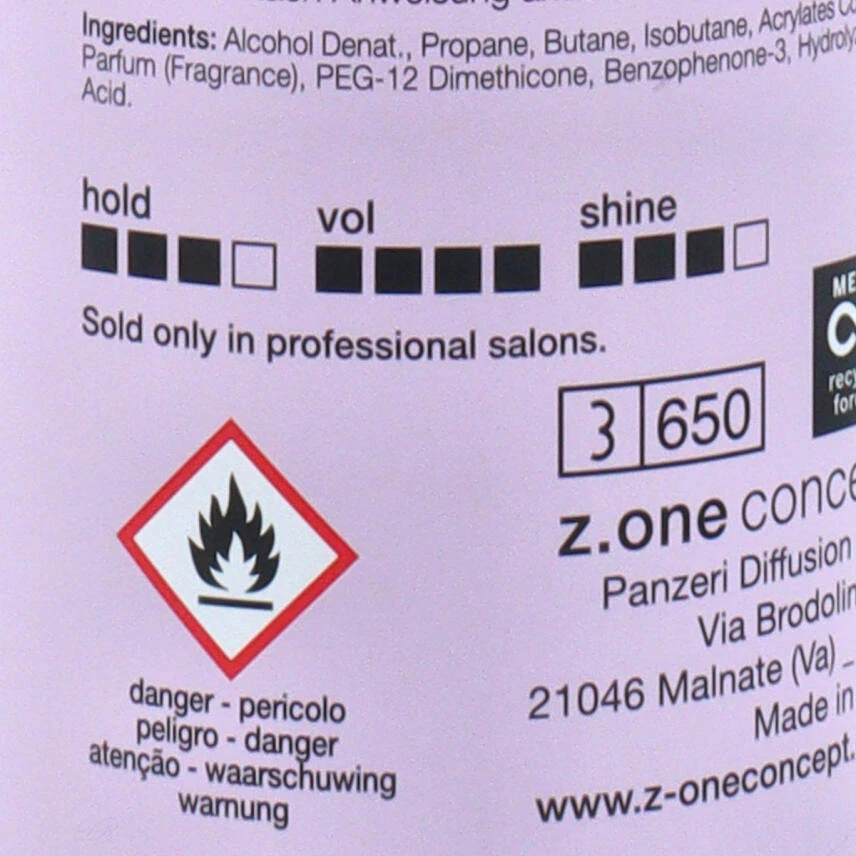 Ingredients: Alcohol Denat., Propane, Butane, Isobutane, Acrylates
Parfum (Fragrance), PEG-12 Dimethicone, Benzophenone-3,
Acid.
hold vol shine
Sold only in professional salons.
3 650
z.one
Panzeri Diffusion
Via
21046 Malnate (Va) -
Made in
www.z-oneconcept.
danger - pericolo
peligro - danger
atenção - waarschuwing
warnung